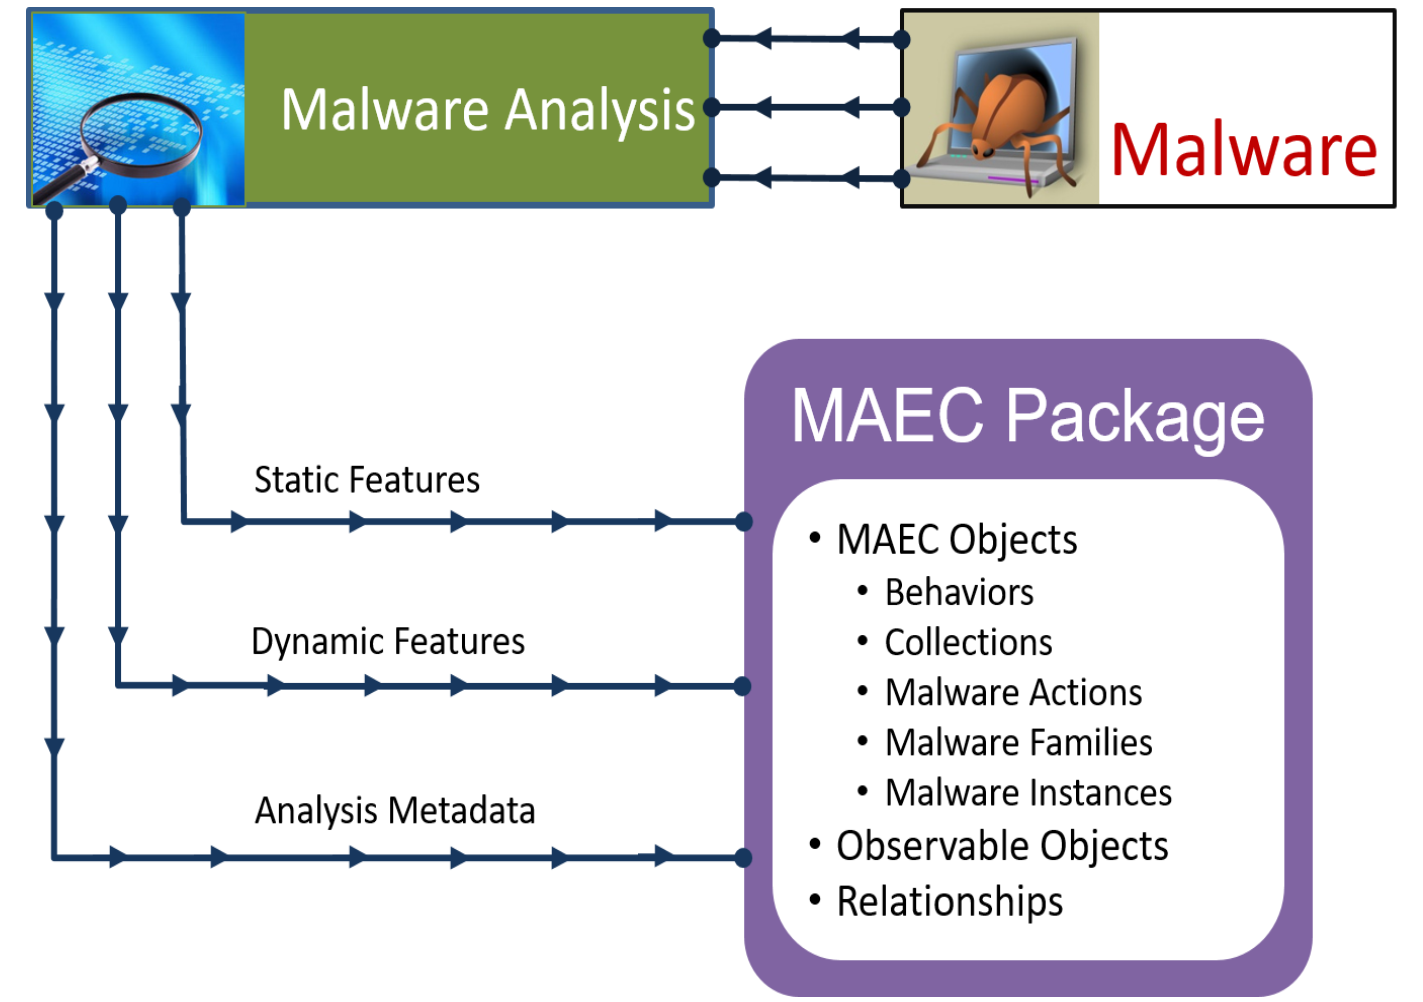 Malware Analysis
Malware
MAEC Package
Static Features
• MAEC Objects
• Behaviors
• Collections
Dynamic Features
• Malware Actions
• Malware Families
• Malware Instances
Analysis Metadata
• Observable Objects
• Relationships